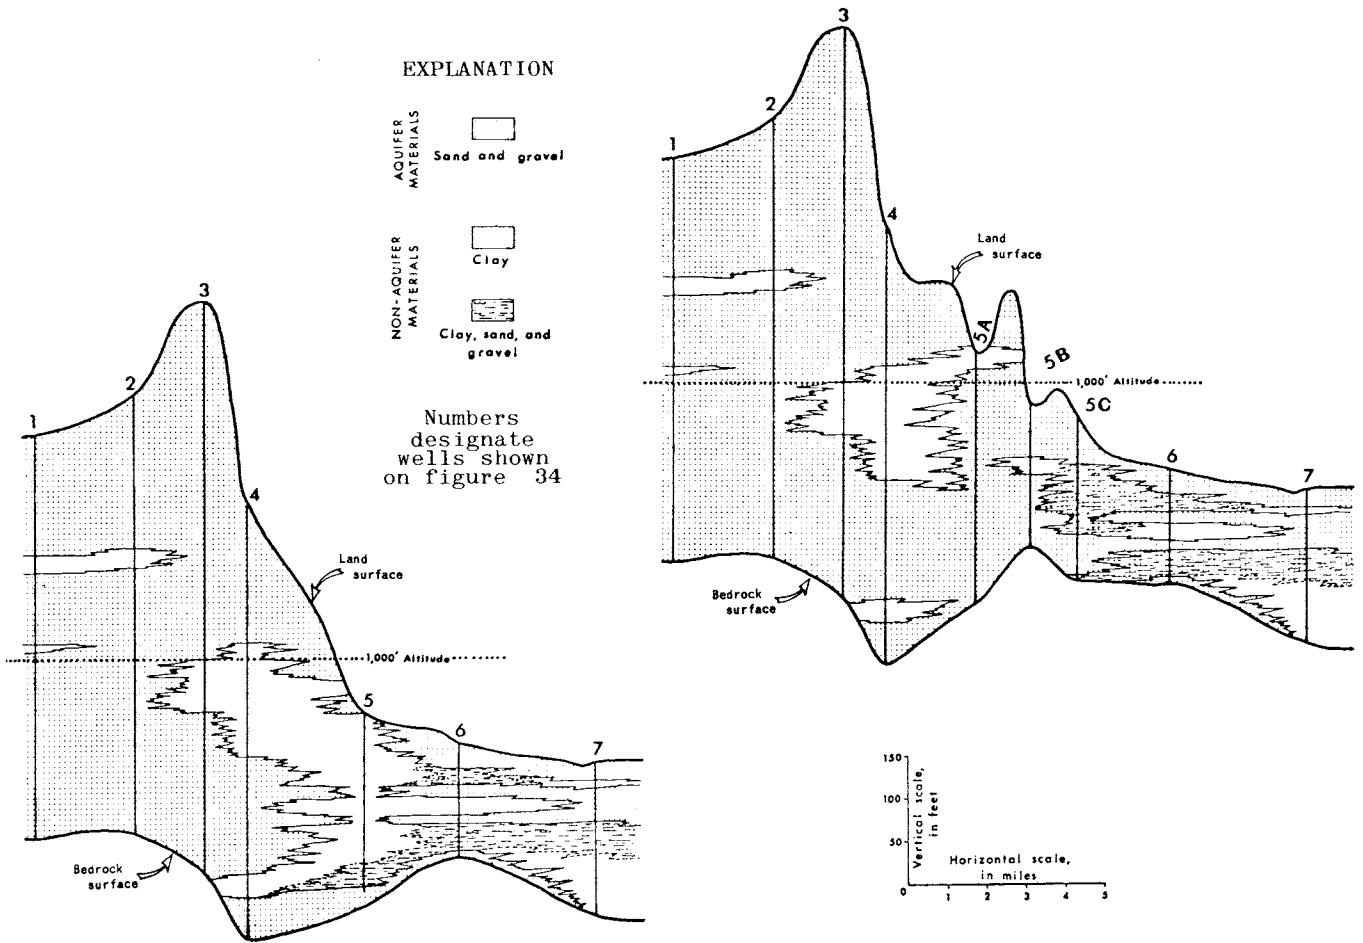 EXPLANATION
AQUIFER
MATERIALS
Sand and gravel
NON-AQUIFER
MATERIALS
Clay
Clay, sand, and
gravel
Numbers
designate
wells shown
on figure 34
1
2
3
4
Land
surface
1,000' Altitude
5
6
7
Bedrock
surface
1
2
3
4
Land
surface
5A
5B
1,000' Altitude
5C
6
7
Bedrock
surface
150
100
50
0
Vertical scale,
in feet
Horizontal scale,
in miles
1
2
3
4
5